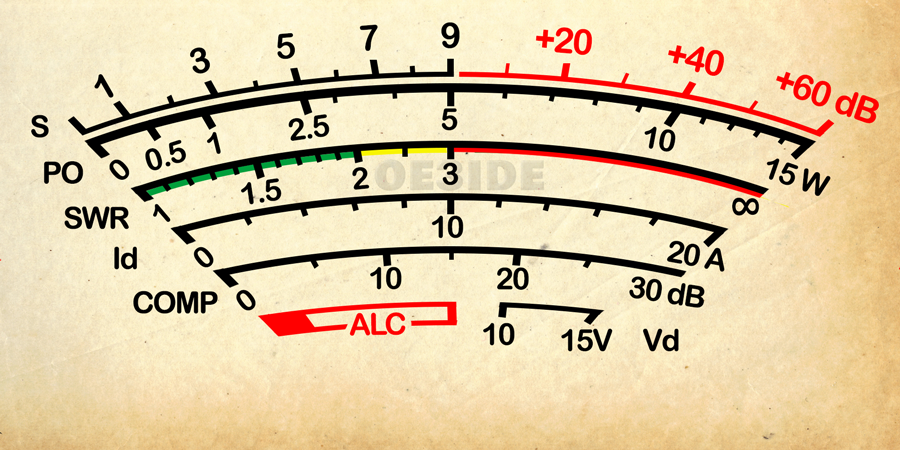 S 1 3 5 7 9 +20 +40 +60 dB
PO 0 0.5 1 2.5 5 10 15 W
SWR 1 1.5 2 3 ∞
OESIDE
Id 0 10 20 A
COMP 0 10 20 30 dB
ALC 10 15V Vd